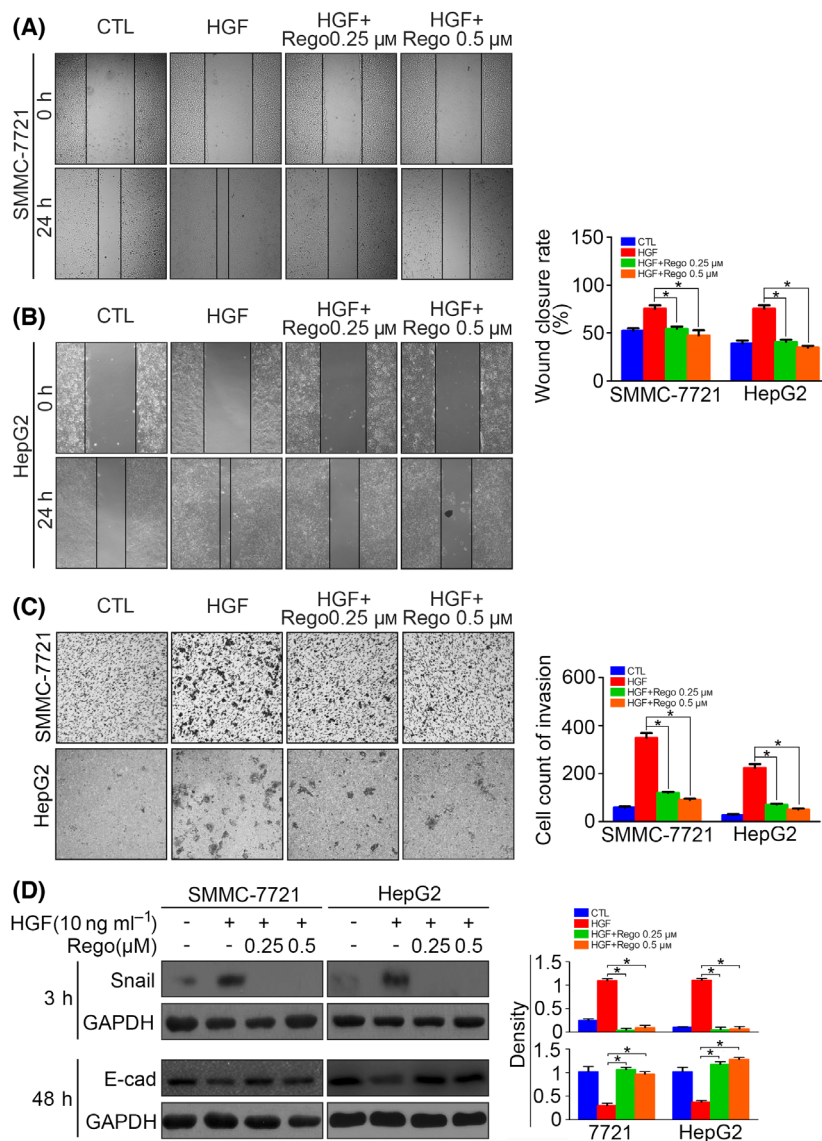 (A)
CTL
HGF
HGF+
Rego0.25 µM
HGF+
Rego 0.5 µM
SMMC-7721
0 h
24 h
(B)
CTL
HGF
HGF+
Rego0.25 µM
HGF+
Rego 0.5 µM
HepG2
0 h
24 h
Wound closure rate
(%)
150
100
50
0
CTL
HGF
HGF+Rego 0.25 µM
HGF+Rego 0.5 µM
*
*
*
*
SMMC-7721
HepG2
(C)
CTL
HGF
HGF+
Rego0.25 µM
HGF+
Rego 0.5 µM
SMMC-7721
HepG2
Cell count of invasion
600
400
200
0
CTL
HGF
HGF+Rego 0.25 µM
HGF+Rego 0.5 µM
*
*
*
*
SMMC-7721
HepG2
(D)
SMMC-7721
HepG2
HGF(10 ng ml⁻¹) - + + + - + + +
Rego(µM) - - 0.25 0.5 - - 0.25 0.5
3 h
Snail
GAPDH
48 h
E-cad
GAPDH
CTL
HGF
HGF+Rego 0.25 µM
HGF+Rego 0.5 µM
Density
1.5
1
0.5
0
*
*
*
*
1.5
1
0.5
0
*
*
*
*
7721
HepG2